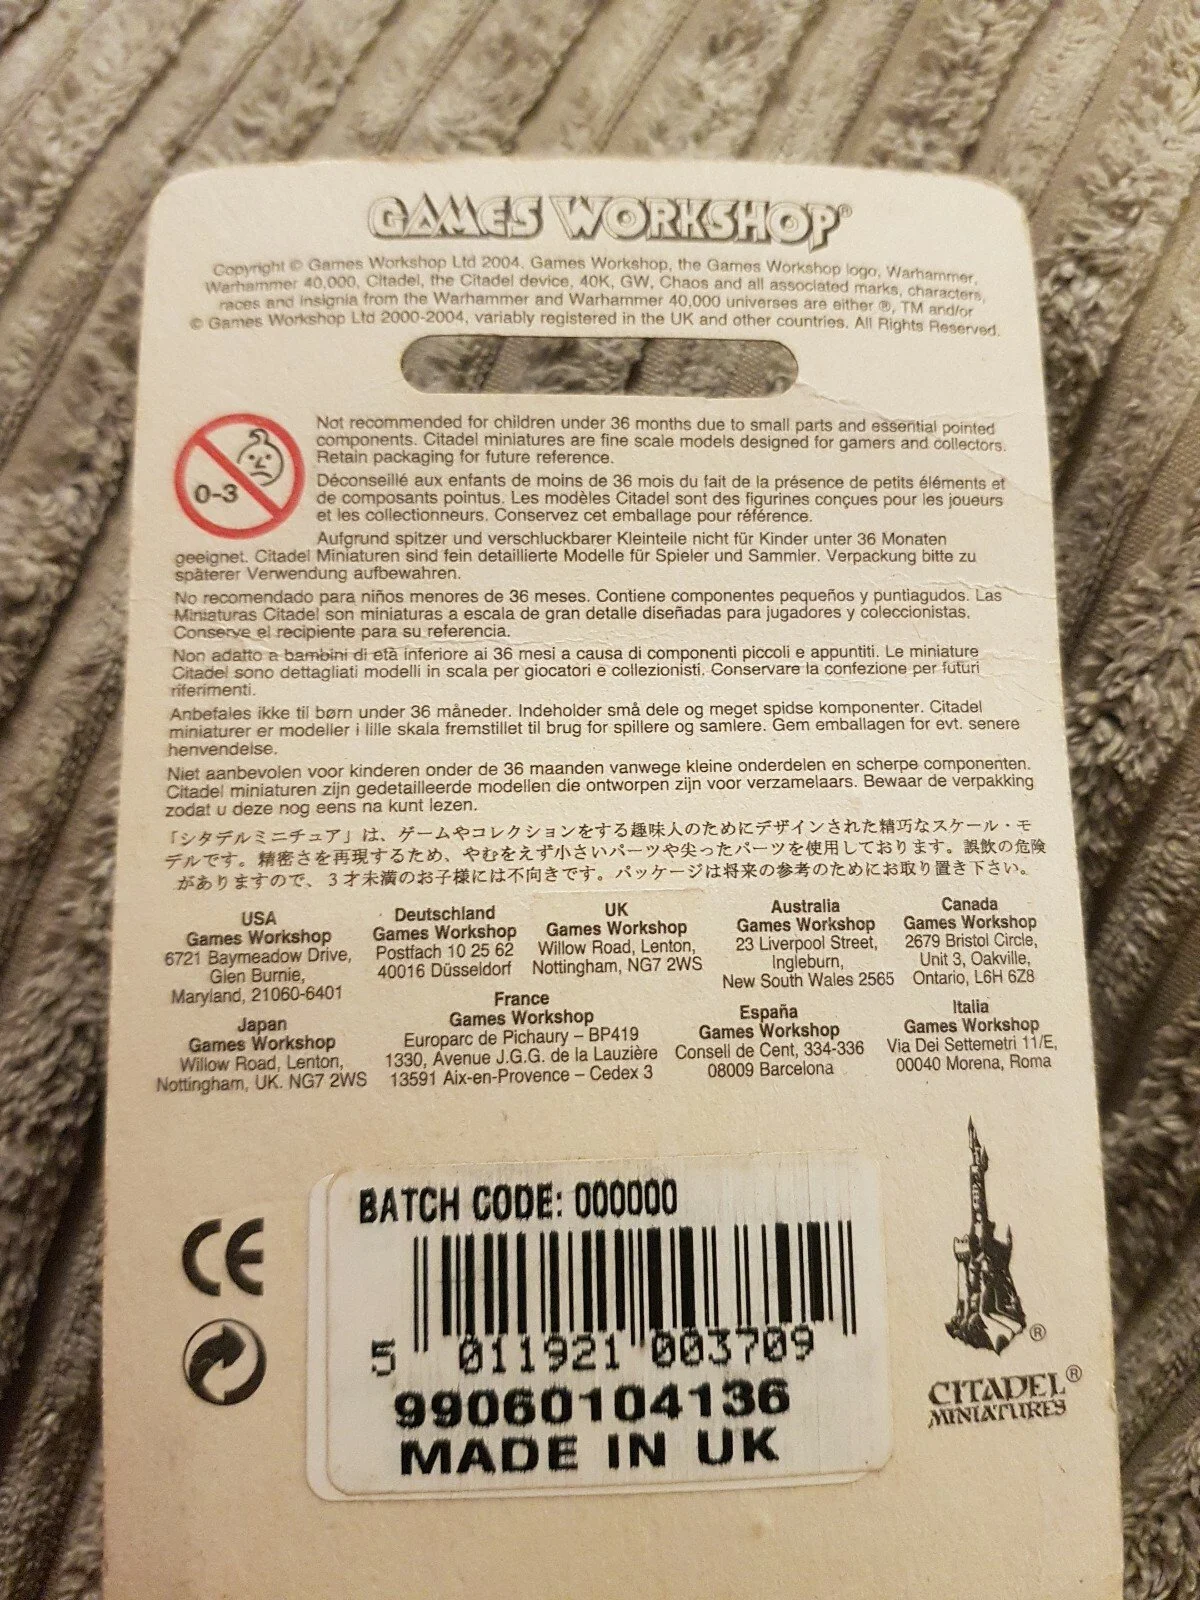 GAMES WORKSHOP®
Copyright © Games Workshop Ltd 2004. Games Workshop, the Games Workshop logo, Warhammer,
Warhammer 40,000, Citadel, the Citadel device, 40K, GW, Chaos and all associated marks, characters,
races and insignia from the Warhammer and Warhammer 40,000 universes are either ®, TM and/or
© Games Workshop Ltd 2000-2004, variably registered in the UK and other countries. All Rights Reserved.
0-3
Not recommended for children under 36 months due to small parts and essential pointed
components. Citadel miniatures are fine scale models designed for gamers and collectors.
Retain packaging for future reference.
Déconseillé aux enfants de moins de 36 mois du fait de la présence de petits éléments et
de composants pointus. Les modèles Citadel sont des figurines conçues pour les joueurs
et les collectionneurs. Conservez cet emballage pour référence.
Aufgrund spitzer und verschluckbarer Kleinteile nicht für Kinder unter 36 Monaten
geeignet. Citadel Miniaturen sind fein detaillierte Modelle für Spieler und Sammler. Verpackung bitte zu
späterer Verwendung aufbewahren.
No recomendado para niños menores de 36 meses. Contiene componentes pequeños y puntiagudos. Las
Miniaturas Citadel son miniaturas a escala de gran detalle diseñadas para jugadores y coleccionistas.
Conserve el recipiente para su referencia.
Non adatto a bambini di età inferiore ai 36 mesi a causa di componenti piccoli e appuntiti. Le miniature
Citadel sono dettagliati modelli in scala per giocatori e collezionisti. Conservare la confezione per futuri
riferimenti.
Anbefales ikke til børn under 36 måneder. Indeholder små dele og meget spidse komponenter. Citadel
miniaturer er modeller i lille skala fremstillet til brug for spillere og samlere. Gem emballagen for evt. senere
henvendelse.
Niet aanbevolen voor kinderen onder de 36 maanden vanwege kleine onderdelen en scherpe componenten.
Citadel miniaturen zijn gedetailleerde modellen die ontworpen zijn voor verzamelaars. Bewaar de verpakking
zodat u deze nog eens na kunt lezen.
「シタデルミニチュア」は、ゲームやコレクションをする趣味人のためにデザインされた精巧なスケール・モ
デルです。精密さを再現するため、やむをえず小さいパーツや尖ったパーツを使用しております。誤飲の危険
がありますので、３才未満のお子様には不向きです。パッケージは将来の参考のためにお取り置き下さい。
USA
Games Workshop
6721 Baymeadow Drive,
Glen Burnie,
Maryland, 21060-6401
Deutschland
Games Workshop
Postfach 10 25 62
40016 Düsseldorf
UK
Games Workshop
Willow Road, Lenton,
Nottingham, NG7 2WS
Australia
Games Workshop
23 Liverpool Street,
Ingleburn,
New South Wales 2565
Canada
Games Workshop
2679 Bristol Circle,
Unit 3, Oakville,
Ontario, L6H 6Z8
Japan
Games Workshop
Willow Road, Lenton,
Nottingham, UK. NG7 2WS
France
Games Workshop
Europarc de Pichaury – BP419
1330, Avenue J.G.G. de la Lauzière
13591 Aix-en-Provence – Cedex 3
España
Games Workshop
Consell de Cent, 334-336
08009 Barcelona
Italia
Games Workshop
Via Dei Settemetri 11/E,
00040 Morena, Roma
CE
BATCH CODE: 000000
5 011921 003709
99060104136
MADE IN UK
®
CITADEL®
MINIATURES